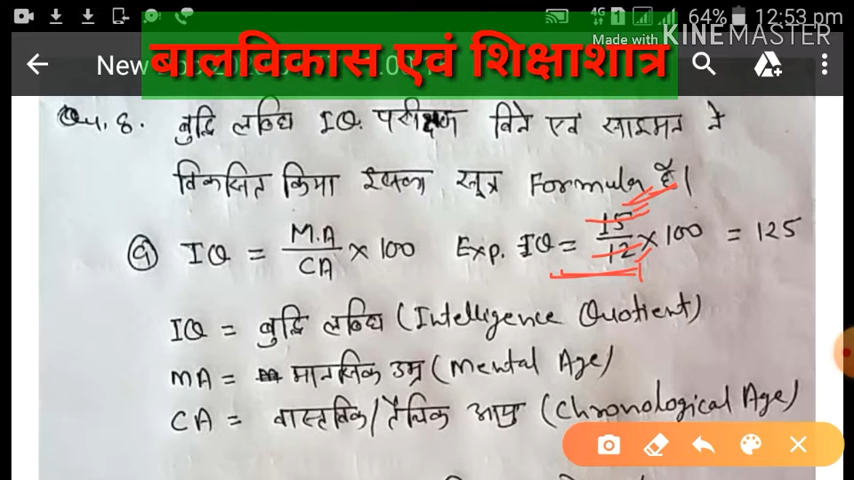 64% 12:53 pm
Made with KINEMASTER
बालविकास एवं शिक्षाशात्र
New
Qu. 8. बुद्धि लब्धि IQ. परीक्षण बिने एवं साइमन ने
विकसित किया इसका सूत्र Formula है।
@ IQ = M.A / CA × 100 Exp. IQ = 15 / 12 × 100 = 125
IQ = बुद्धि लब्धि (Intelligence Quotient)
MA = मानसिक उम्र (Mental Age)
CA = वास्तविक/तैथिक आयु (Chronological Age)